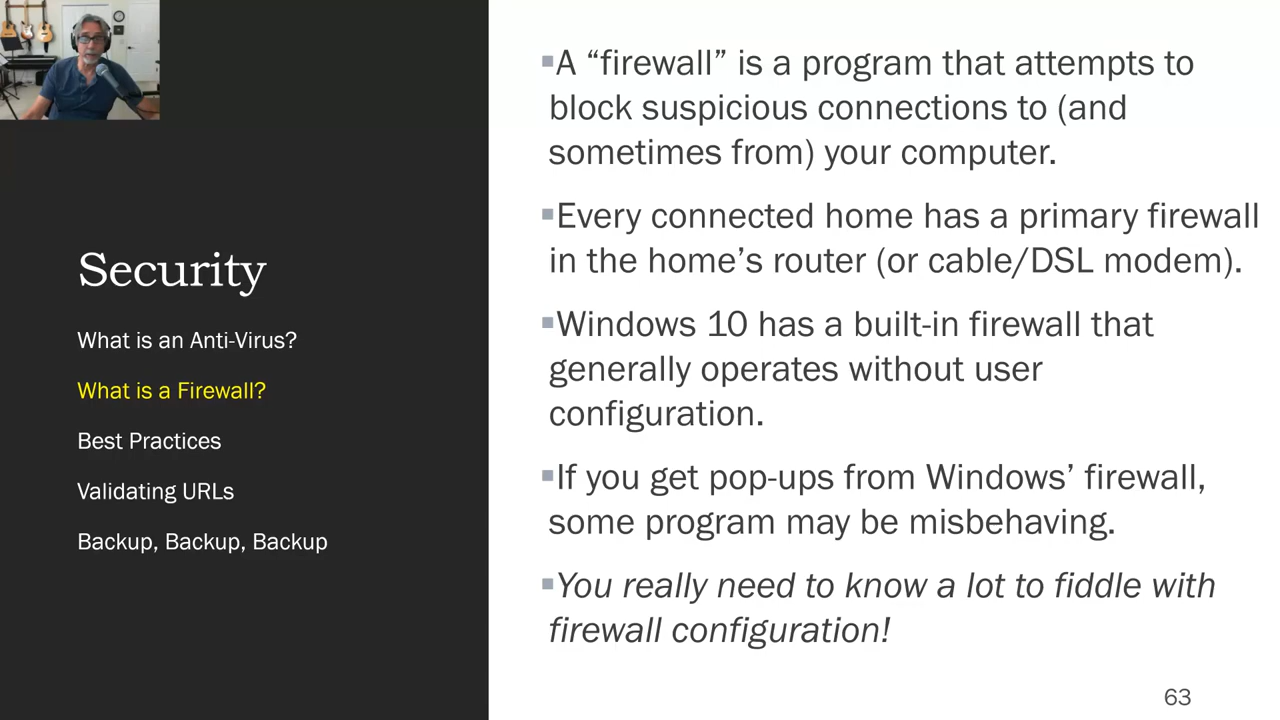 Security
What is an Anti-Virus?
What is a Firewall?
Best Practices
Validating URLs
Backup, Backup, Backup
▪A “firewall” is a program that attempts to
block suspicious connections to (and
sometimes from) your computer.
▪Every connected home has a primary firewall
in the home’s router (or cable/DSL modem).
▪Windows 10 has a built-in firewall that
generally operates without user
configuration.
▪If you get pop-ups from Windows’ firewall,
some program may be misbehaving.
▪You really need to know a lot to fiddle with
firewall configuration!
63